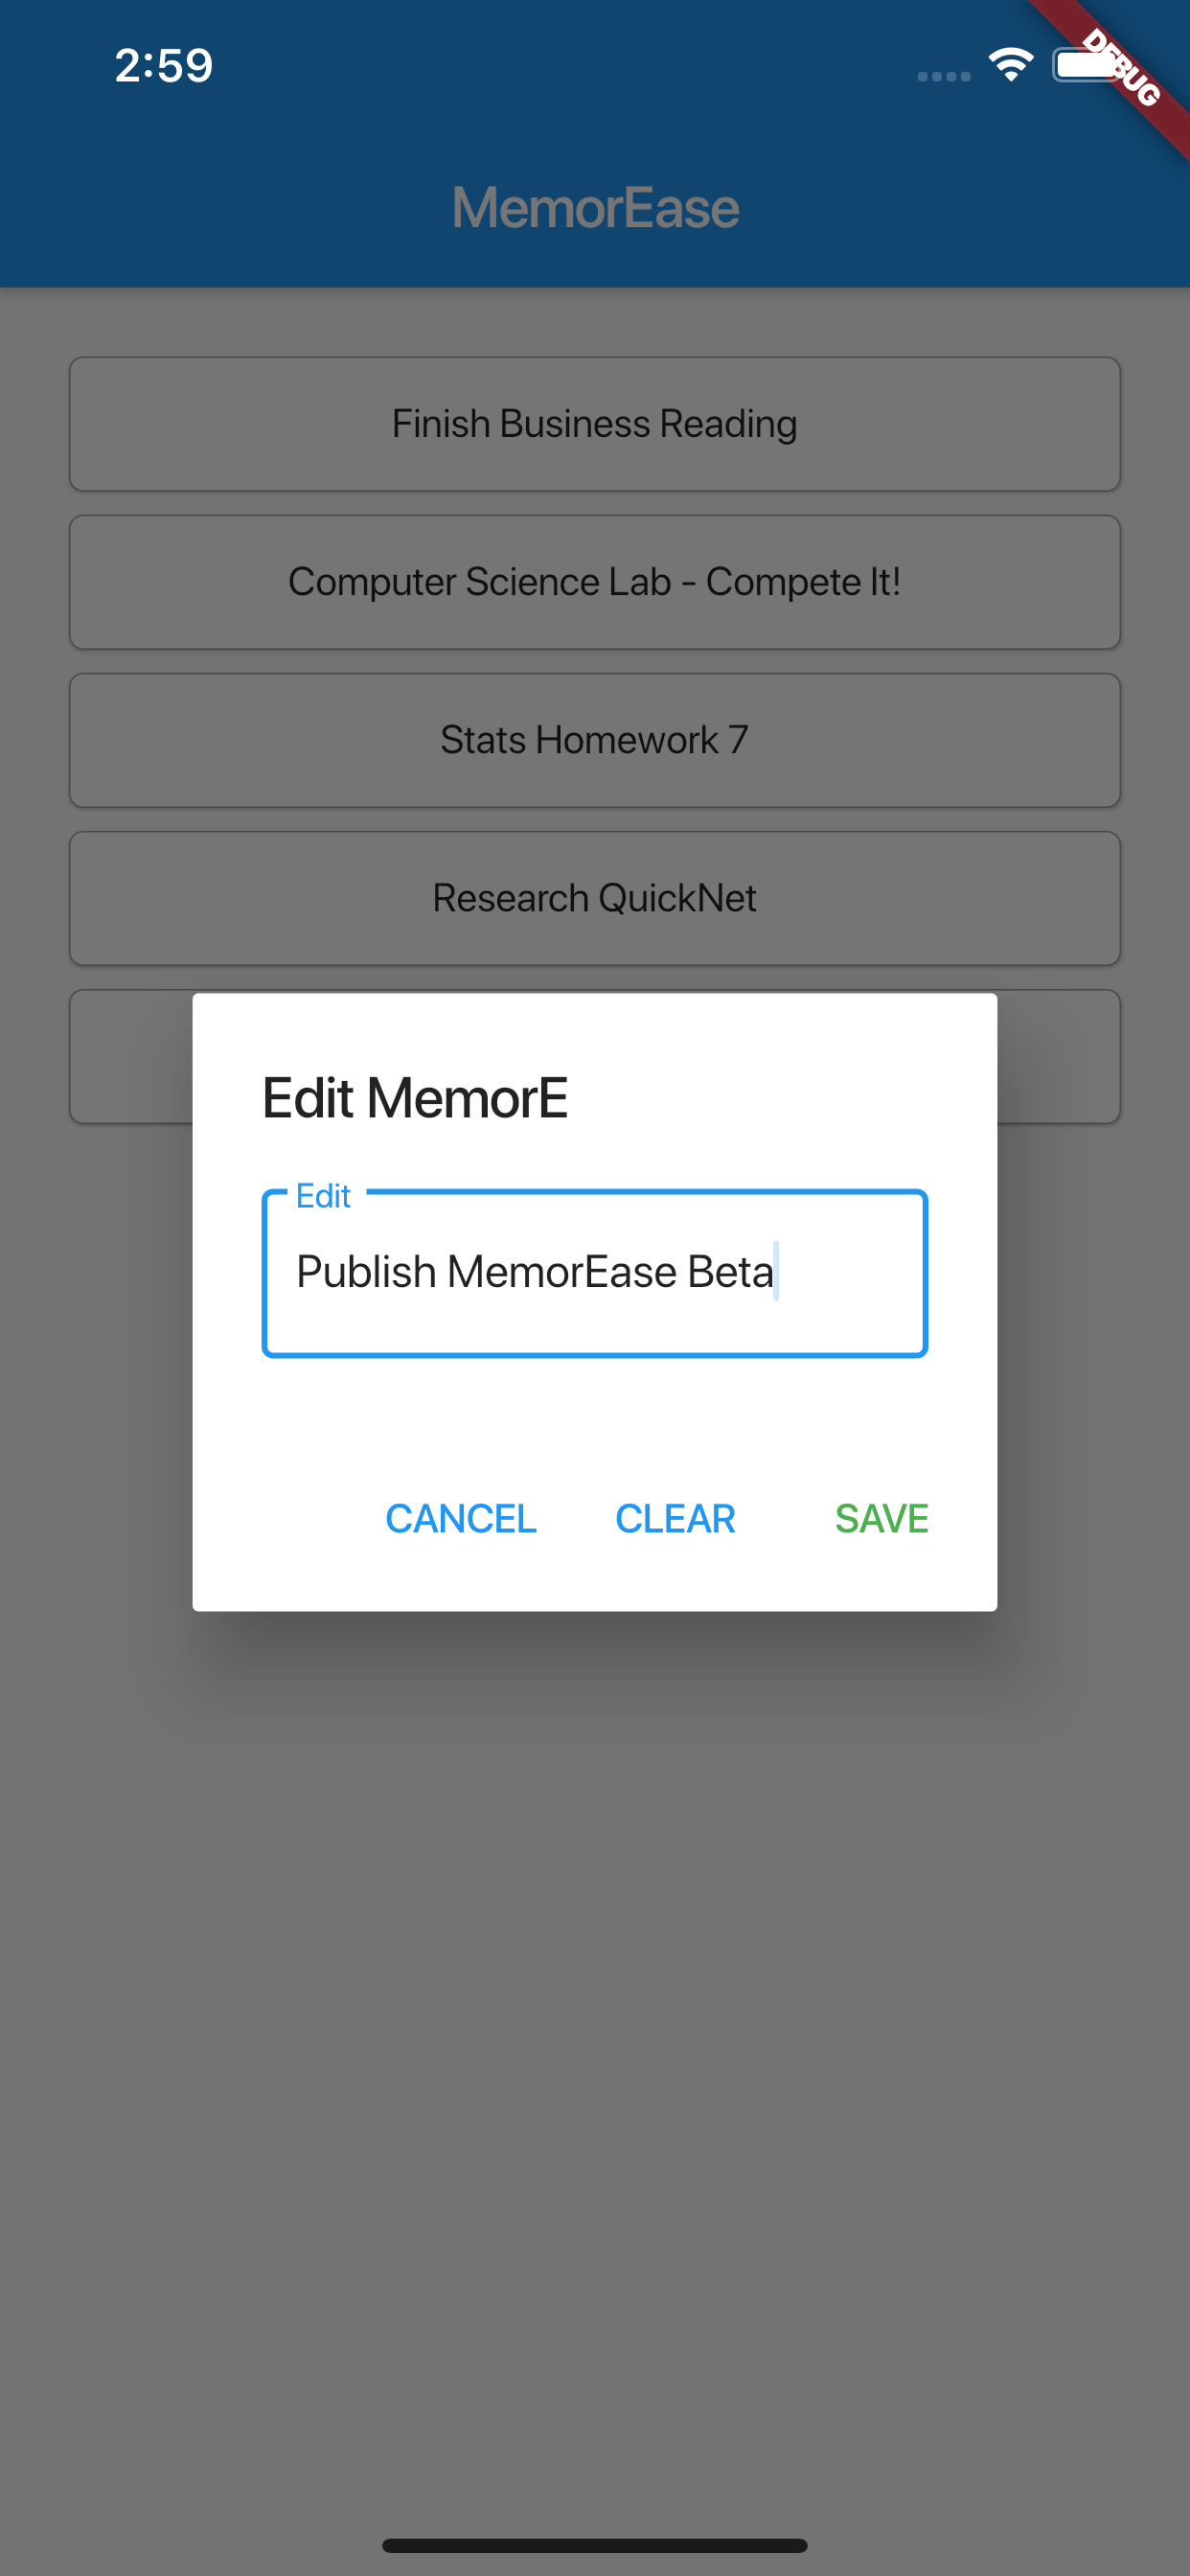 2:59
DEBUG
MemorEase
Finish Business Reading
Computer Science Lab - Compete It!
Stats Homework 7
Research QuickNet
Edit MemorE
Edit
Publish MemorEase Beta
CANCEL CLEAR SAVE